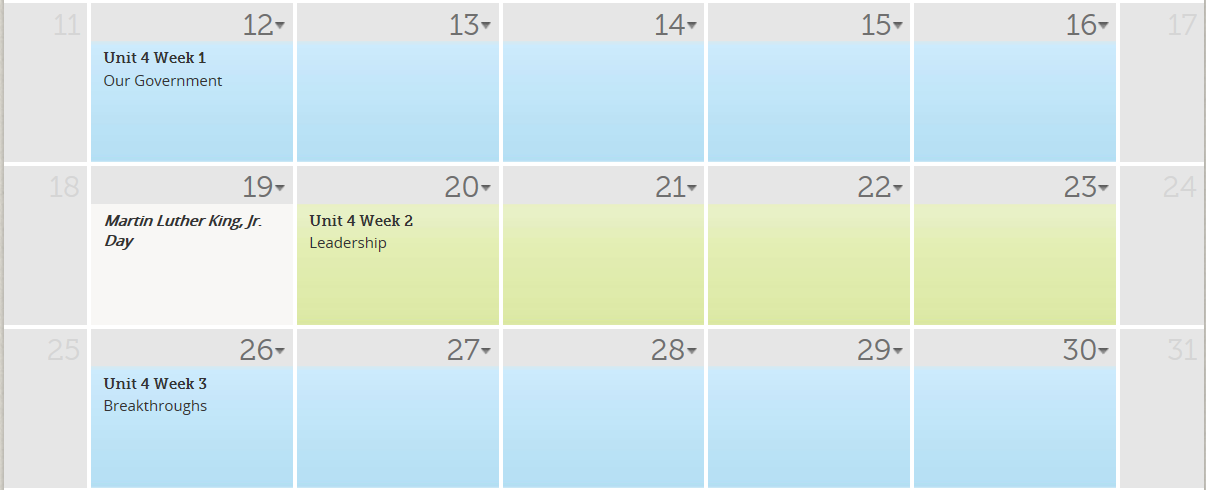 11 12 13 14 15 16 17
Unit 4 Week 1
Our Government
18 19 20 21 22 23 24
Martin Luther King, Jr.
Day
Unit 4 Week 2
Leadership
25 26 27 28 29 30 31
Unit 4 Week 3
Breakthroughs